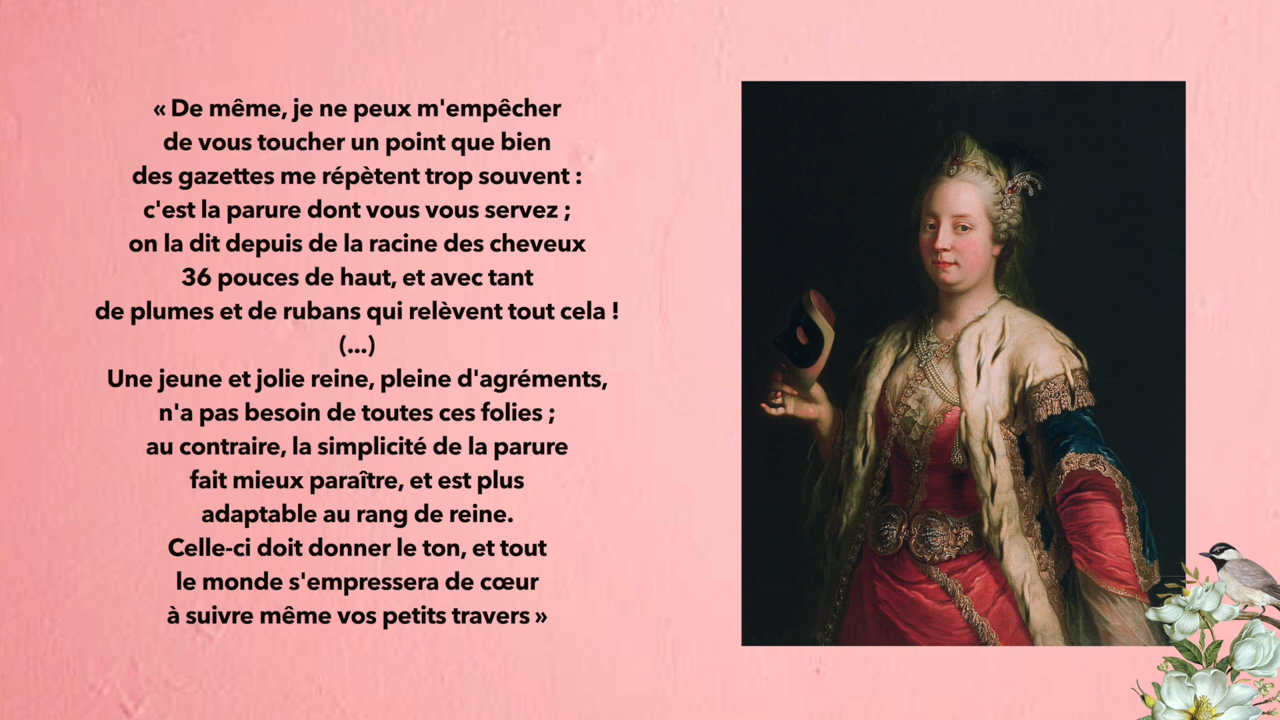 « De même, je ne peux m'empêcher
de vous toucher un point que bien
des gazettes me répètent trop souvent :
c'est la parure dont vous vous servez ;
on la dit depuis de la racine des cheveux
36 pouces de haut, et avec tant
de plumes et de rubans qui relèvent tout cela !
(...)
Une jeune et jolie reine, pleine d'agréments,
n'a pas besoin de toutes ces folies ;
au contraire, la simplicité de la parure
fait mieux paraître, et est plus
adaptable au rang de reine.
Celle-ci doit donner le ton, et tout
le monde s'empressera de cœur
à suivre même vos petits travers »